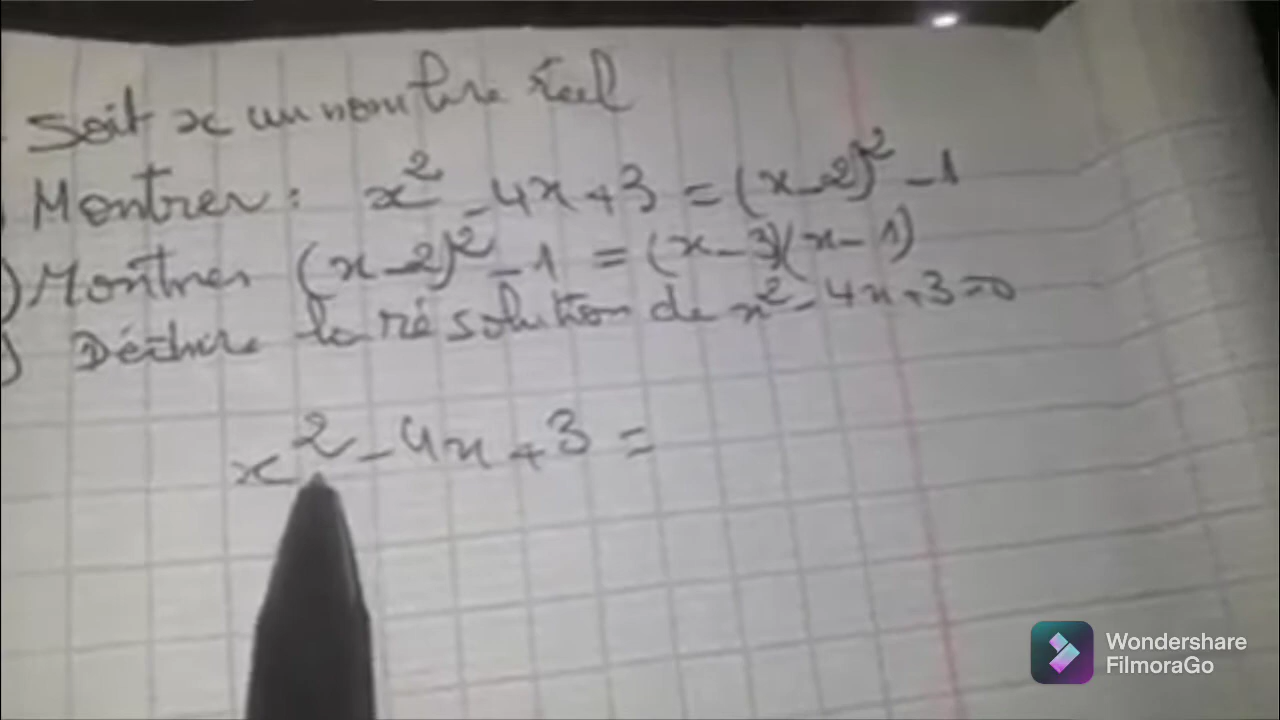 Soit x un nombre réel
Montrer: x² - 4x + 3 = (x - 2)² - 1
) Montrer (x - 2)² - 1 = (x - 3)(x - 1)
) Déduire la résolution de x² - 4x + 3 = 0
x² - 4x + 3 =
Wondershare
FilmoraGo